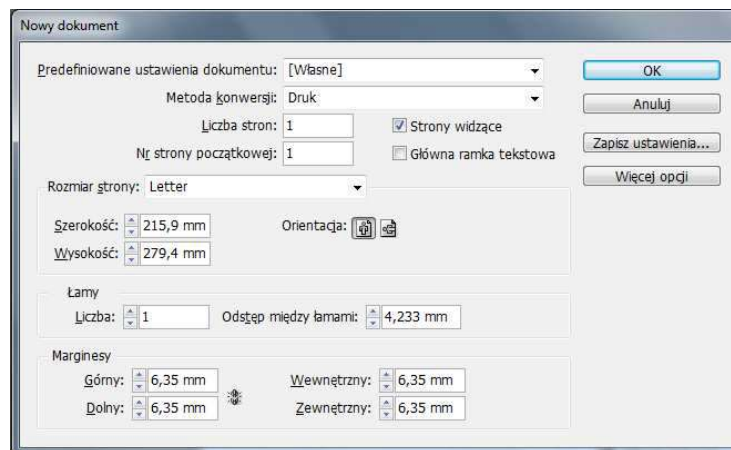 Nowy dokument
Predefiniowane ustawienia dokumentu: [Własne]
OK
Metoda konwersji: Druk
Anuluj
Liczba stron: 1
Strony widzące
Zapisz ustawienia...
Nr strony początkowej: 1
Główna ramka tekstowa
Więcej opcji
Rozmiar strony: Letter
Szerokość: 215,9 mm
Orientacja:
Wysokość: 279,4 mm
Łamy
Liczba: 1
Odstęp między łamami: 4,233 mm
Marginesy
Górny: 6,35 mm
Wewnętrzny: 6,35 mm
Dolny: 6,35 mm
Zewnętrzny: 6,35 mm